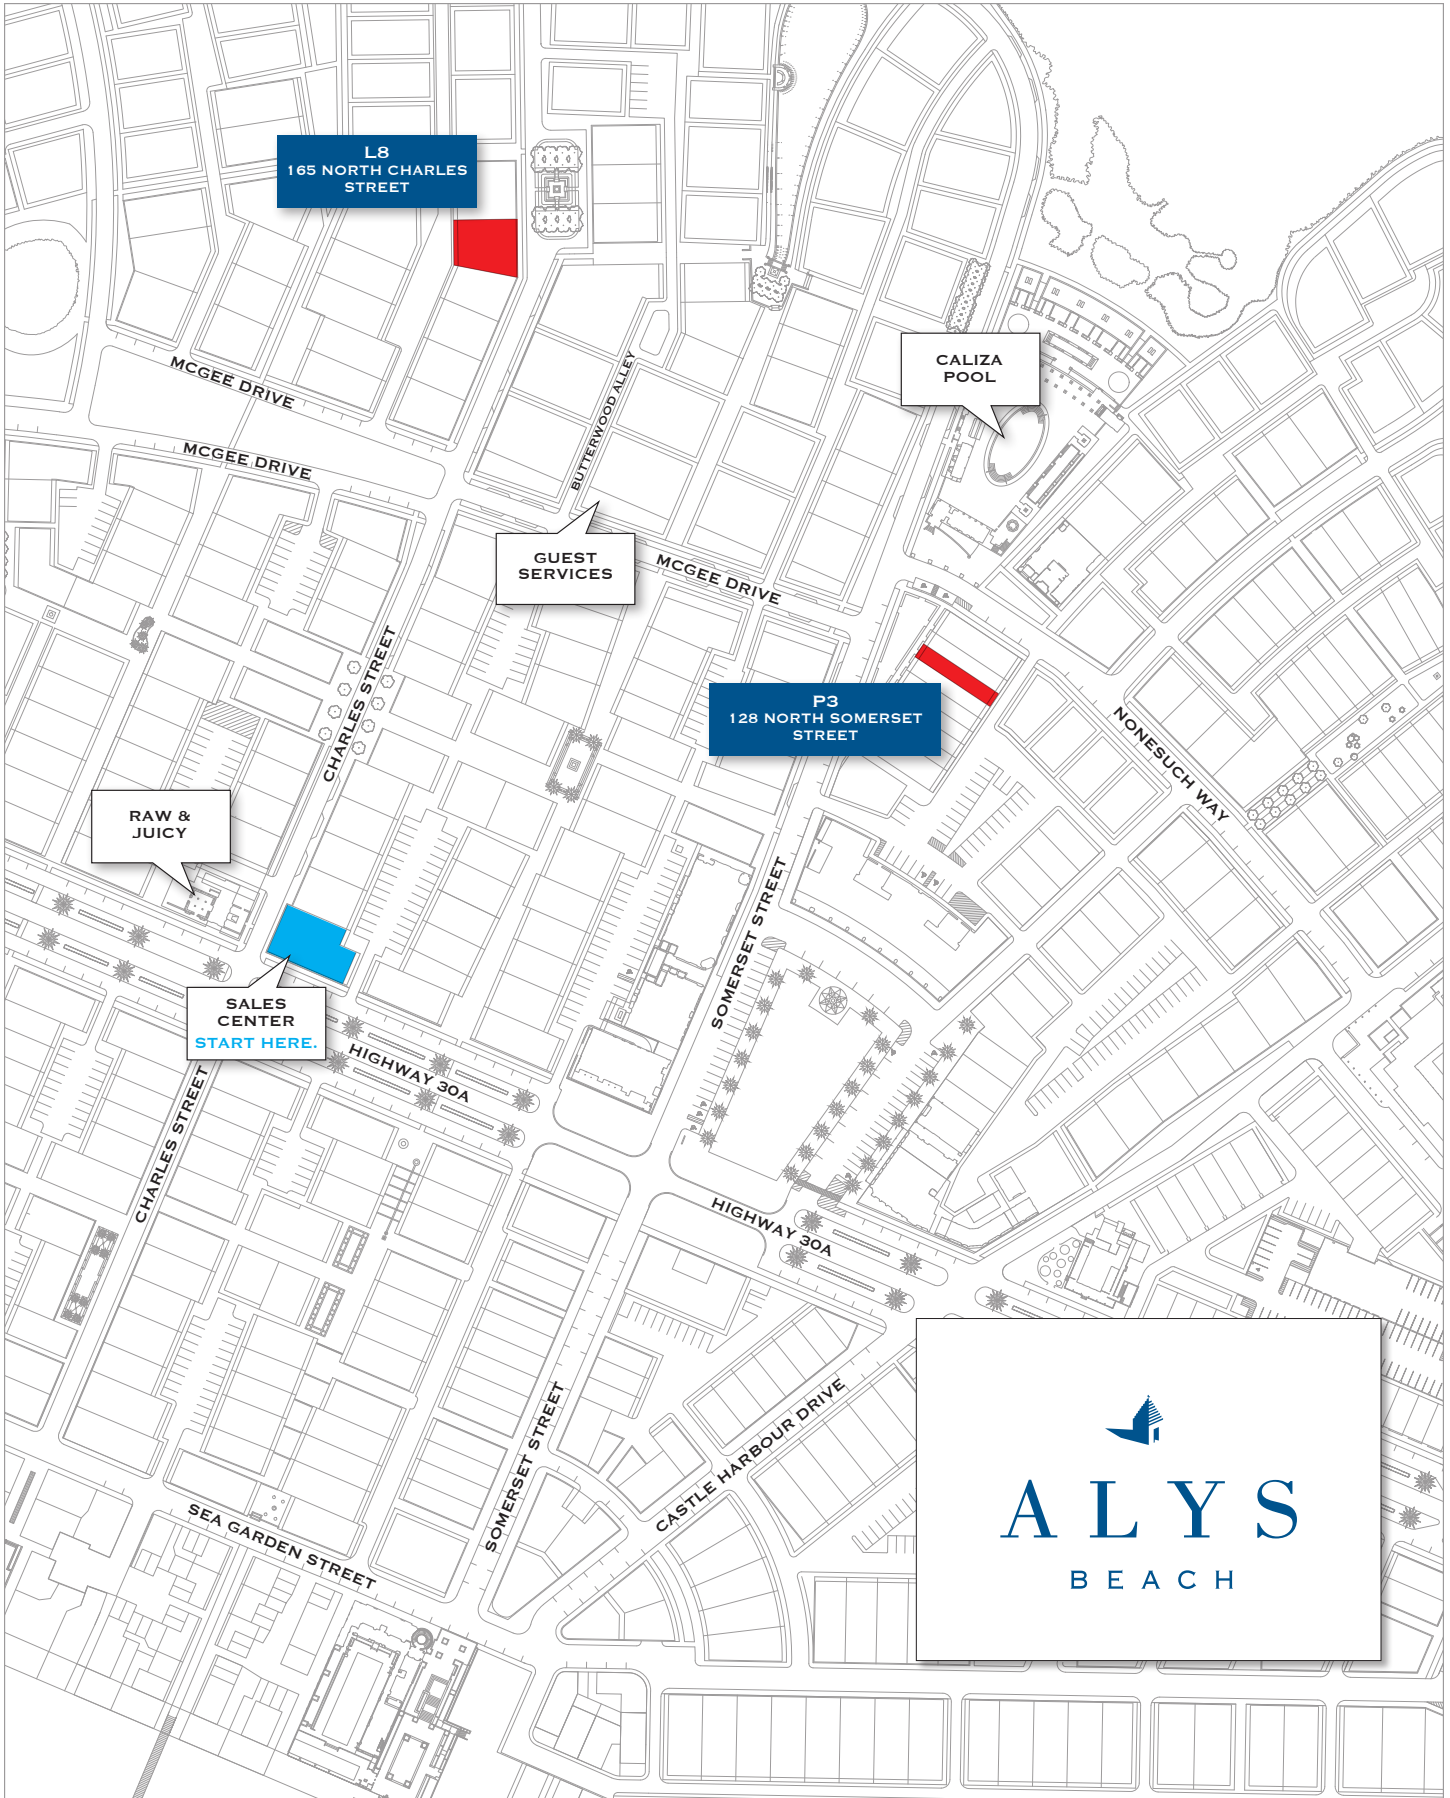 L8
165 NORTH CHARLES
STREET
CALIZA
POOL
MCGEE DRIVE
BUTTERWOOD ALLEY
MCGEE DRIVE
GUEST
SERVICES
MCGEE DRIVE
CHARLES STREET
P3
128 NORTH SOMERSET
STREET
NONESUCH WAY
RAW &
JUICY
SOMERSET STREET
SALES
CENTER
START HERE.
HIGHWAY 30A
CHARLES STREET
HIGHWAY 30A
CASTLE HARBOUR DRIVE
SOMERSET STREET
SEA GARDEN STREET
ALYS
BEACH